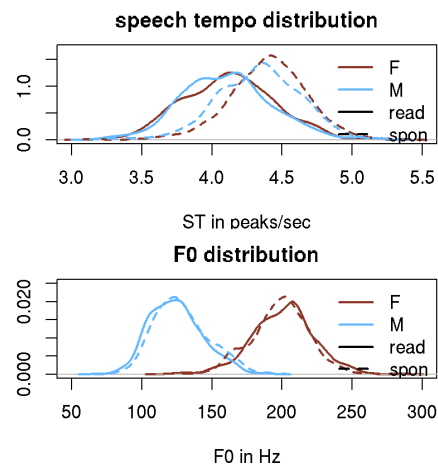 speech tempo distribution
1.0
0.0
F
M
read
spon
3.0 3.5 4.0 4.5 5.0 5.5
ST in peaks/sec
F0 distribution
0.020
0.000
F
M
read
spon
50 100 150 200 250 300
F0 in Hz